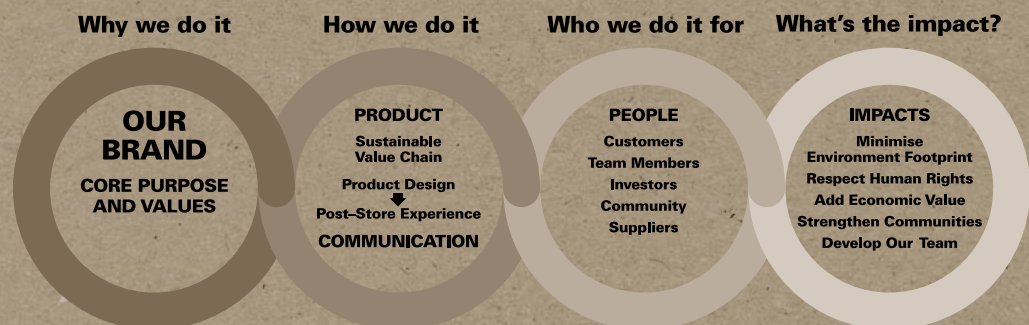 Why we do it
How we do it
Who we do it for
What's the impact?
OUR
BRAND
CORE PURPOSE
AND VALUES
PRODUCT
Sustainable
Value Chain
Product Design
Post–Store Experience
COMMUNICATION
PEOPLE
Customers
Team Members
Investors
Community
Suppliers
IMPACTS
Minimise
Environment Footprint
Respect Human Rights
Add Economic Value
Strengthen Communities
Develop Our Team